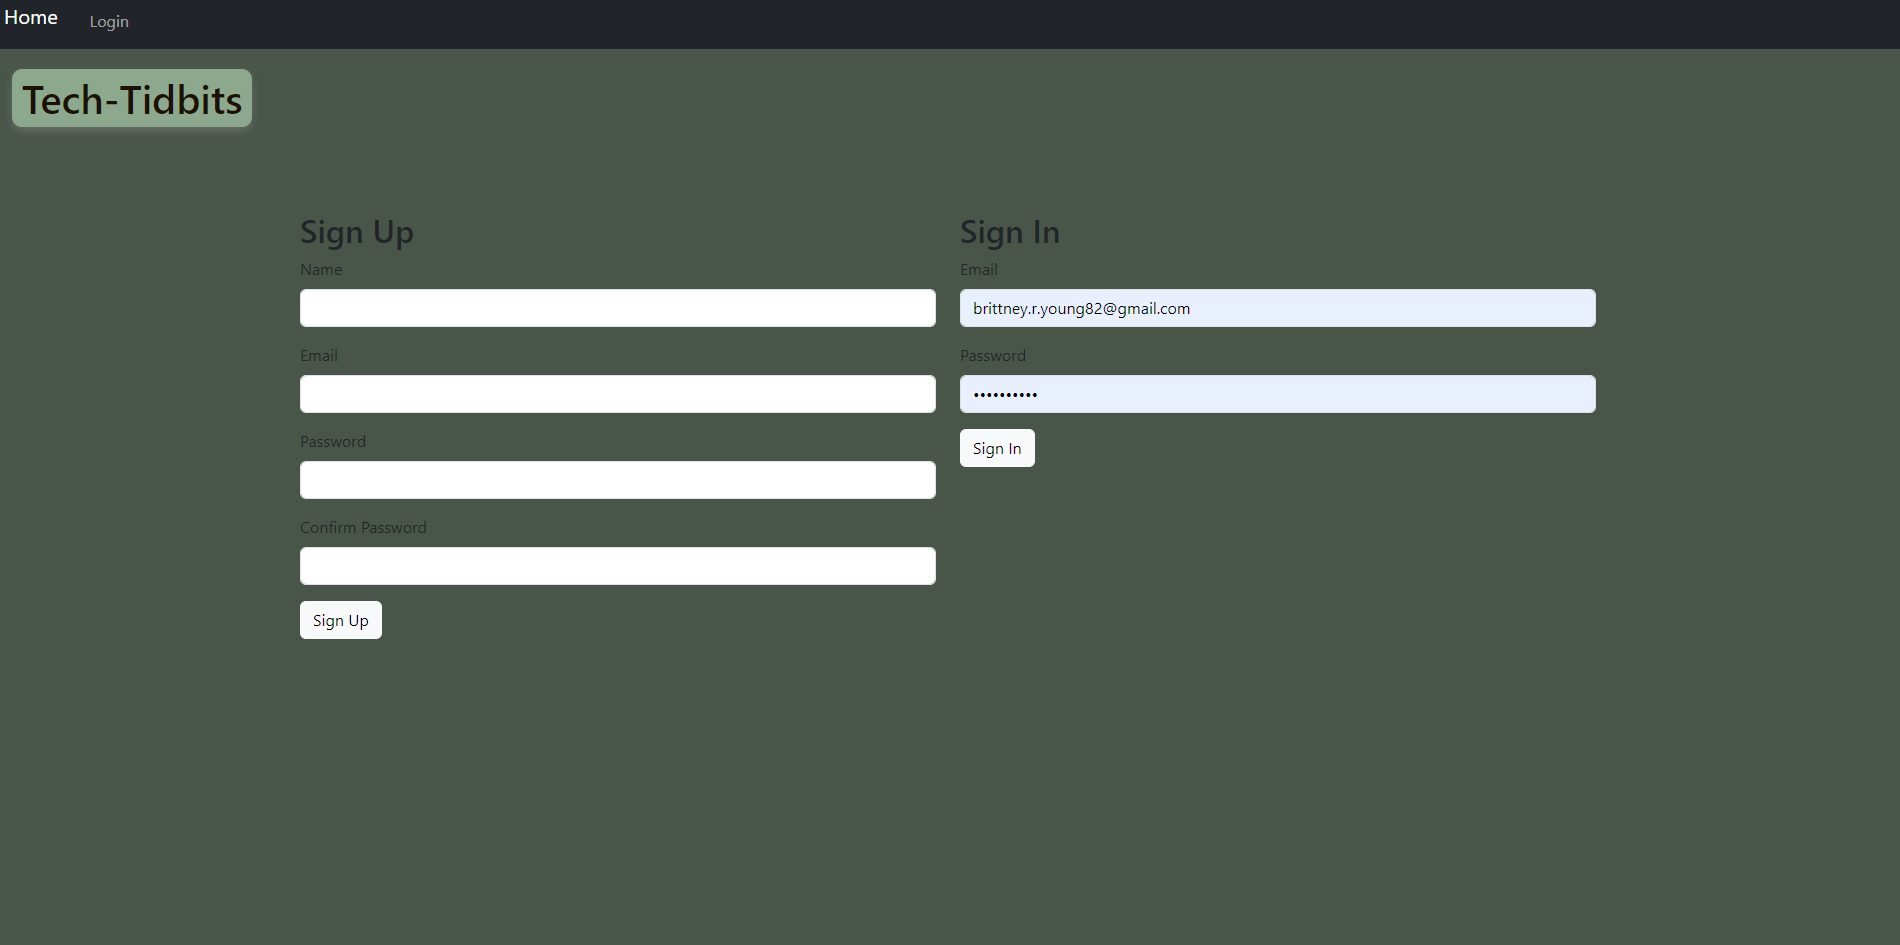 Home
Login
Tech-Tidbits
Sign Up
Name
Email
Password
Confirm Password
Sign Up
Sign In
Email
brittney.r.young82@gmail.com
Password
••••••••••
Sign In